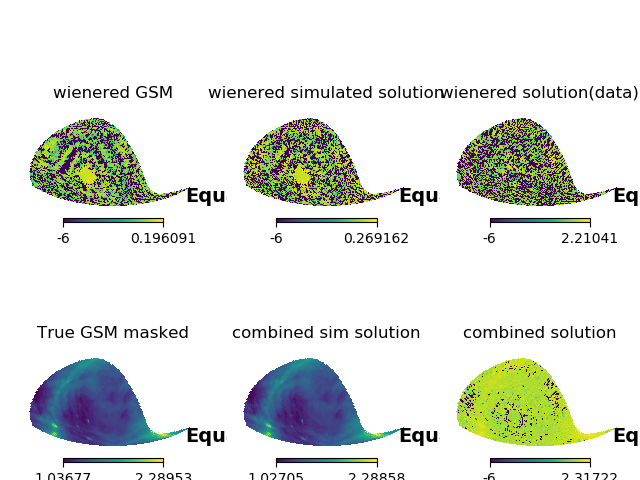 wienered GSM
wienered simulated solution
wienered solution(data)
Equ
Equ
Eq
-6 0.196091
-6 0.269162
-6 2.21041
True GSM masked
combined sim solution
combined solution
Equ
Equ
Eq
1.03677 2.28953
1.02705 2.28858
-6 2.31722